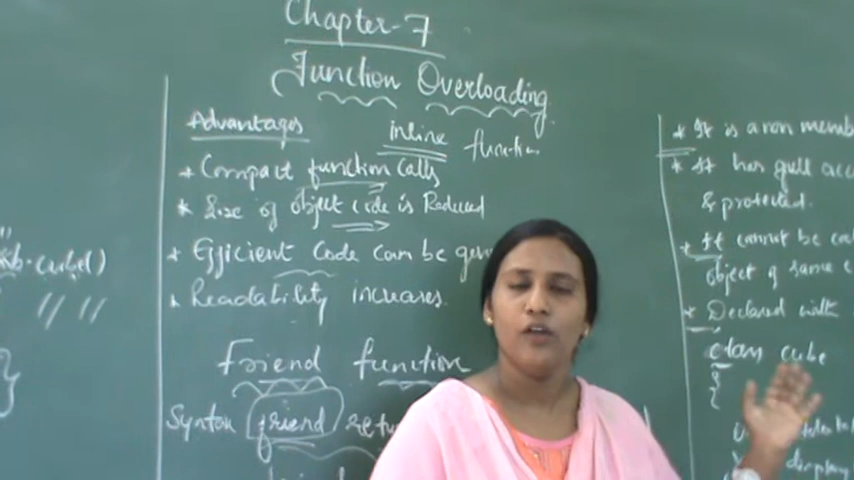 Chapter-7
Function Overloading
Advantages
inline function
* Compact function Calls
* Size of object code is Reduced
* Efficient Code can be gen
* Readability increases.
Friend function
Syntax friend retu
cube()
}
* It is a non memb
* It has full acc
& protected.
* It cannot be ca
object of same c
* Declared with
class cube
{
display